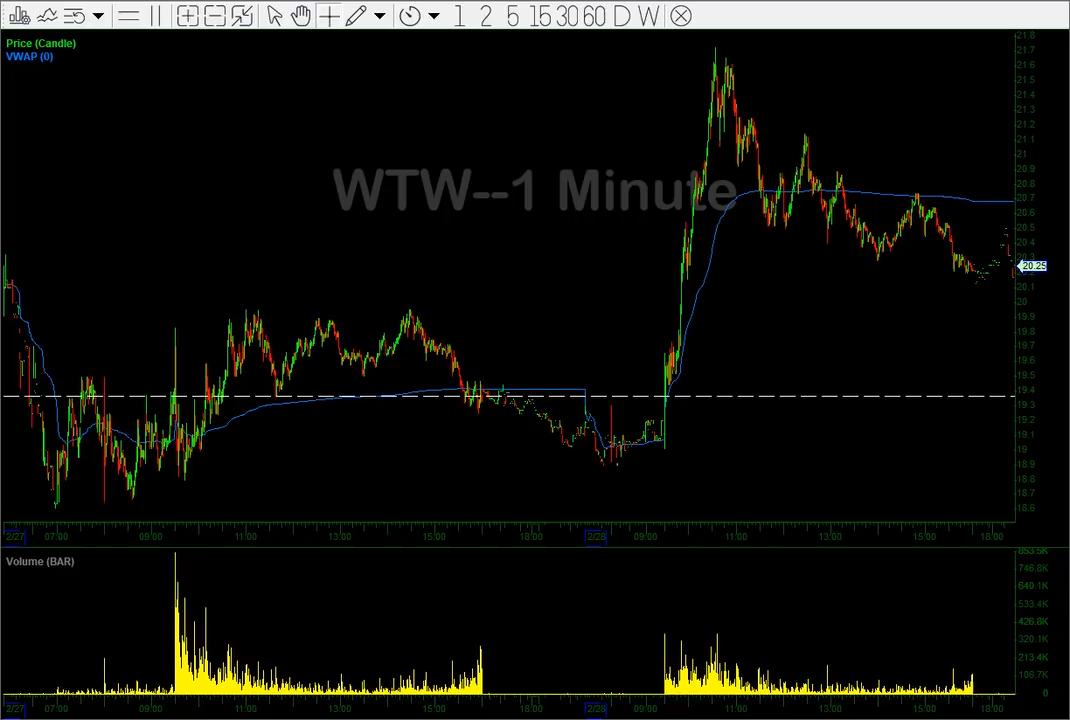 1 2 5 15 30 60 D W
Price (Candle)
VWAP (0)
WTW--1 Minute
21.8
21.7
21.6
21.5
21.4
21.3
21.2
21.1
21
20.9
20.8
20.7
20.6
20.5
20.4
20.3
20.25
20.1
20
19.9
19.8
19.7
19.6
19.5
19.4
19.3
19.2
19.1
19
18.9
18.8
18.7
18.6
2/27 07:00 09:00 11:00 13:00 15:00 18:00 2/28 09:00 11:00 13:00 15:00 18:00
Volume (BAR)
853.5K
746.8K
640.1K
533.4K
426.8K
320.1K
213.4K
106.7K
0
2/27 07:00 09:00 11:00 13:00 15:00 18:00 2/28 09:00 11:00 13:00 15:00 18:00